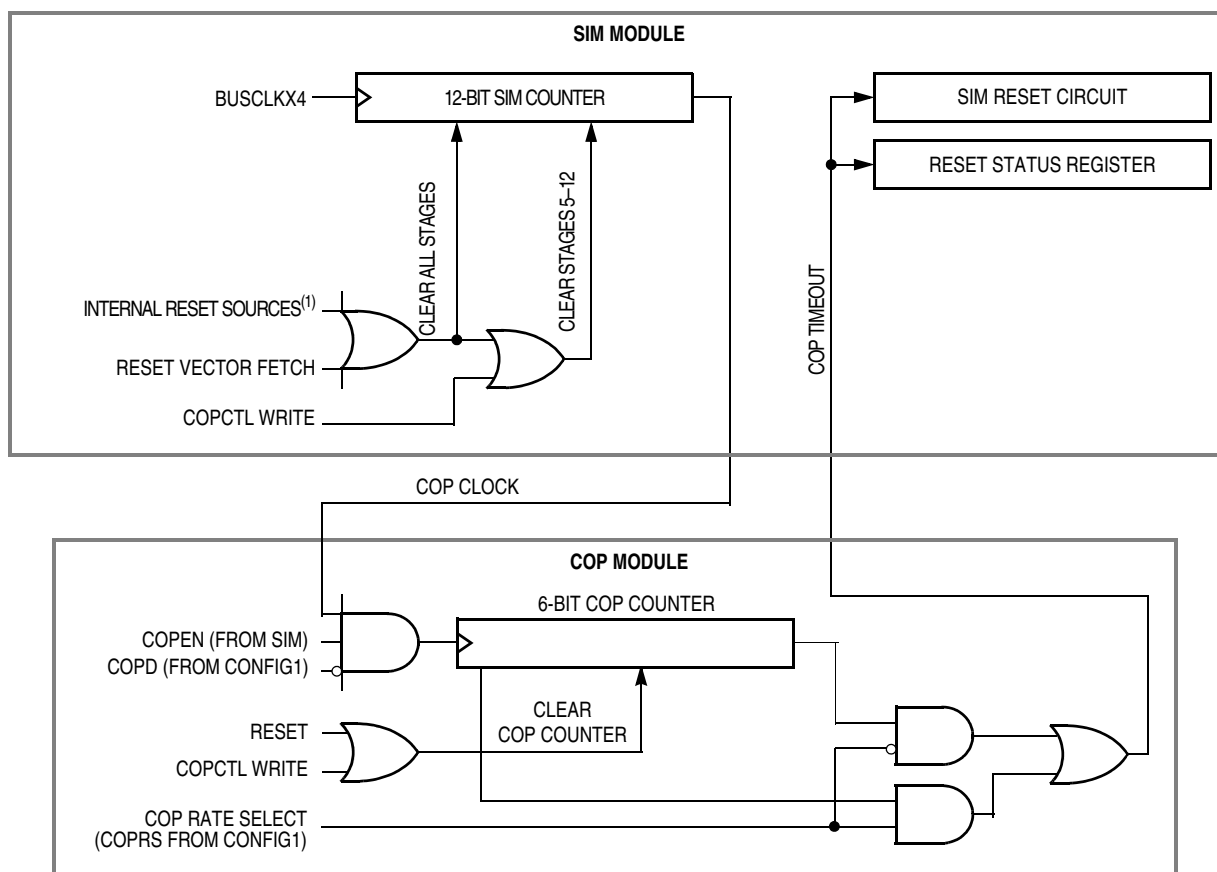 SIM MODULE
BUSCLKX4
12-BIT SIM COUNTER
SIM RESET CIRCUIT
RESET STATUS REGISTER
CLEAR ALL STAGES
CLEAR STAGES 5–12
COP TIMEOUT
INTERNAL RESET SOURCES(1)
RESET VECTOR FETCH
COPCTL WRITE
COP CLOCK
COP MODULE
6-BIT COP COUNTER
COPEN (FROM SIM)
COPD (FROM CONFIG1)
CLEAR
COP COUNTER
RESET
COPCTL WRITE
COP RATE SELECT
(COPRS FROM CONFIG1)